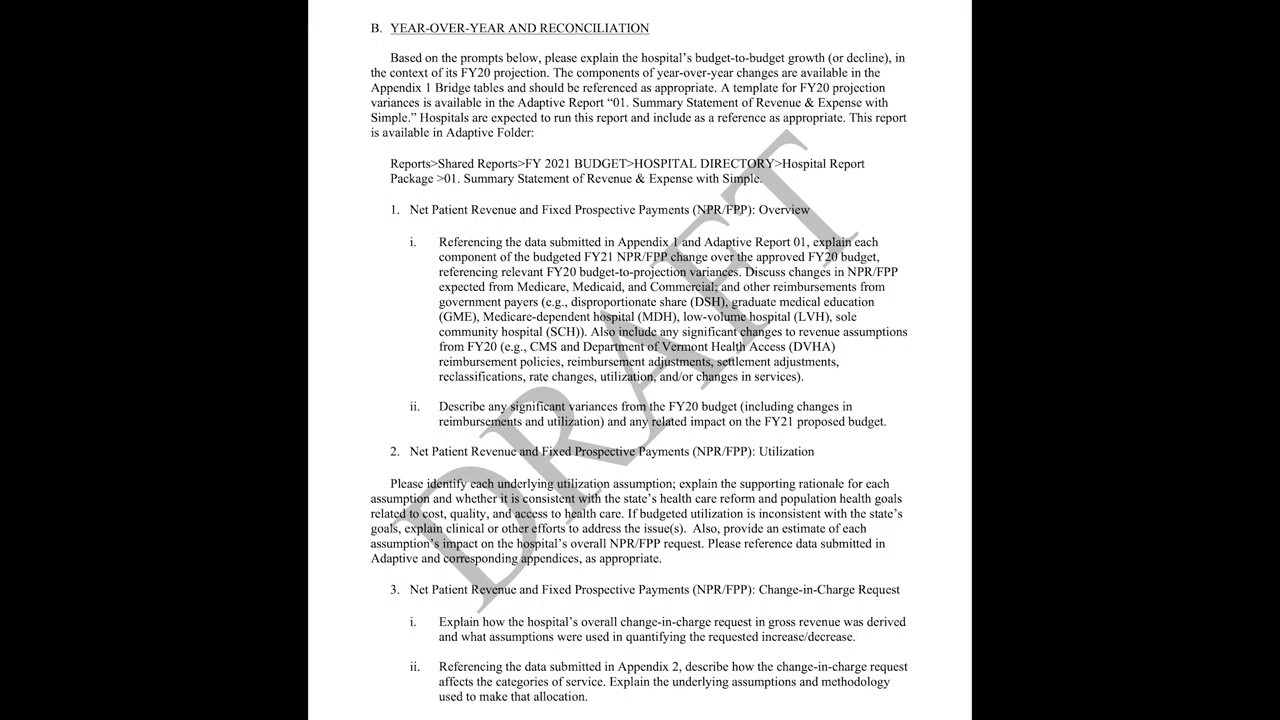 B. YEAR-OVER-YEAR AND RECONCILIATION
Based on the prompts below, please explain the hospital's budget-to-budget growth (or decline), in
the context of its FY20 projection. The components of year-over-year changes are available in the
Appendix 1 Bridge tables and should be referenced as appropriate. A template for FY20 projection
variances is available in the Adaptive Report “01. Summary Statement of Revenue & Expense with
Simple.” Hospitals are expected to run this report and include as a reference as appropriate. This report
is available in Adaptive Folder:
Reports>Shared Reports>FY 2021 BUDGET>HOSPITAL DIRECTORY>Hospital Report
Package >01. Summary Statement of Revenue & Expense with Simple.
1. Net Patient Revenue and Fixed Prospective Payments (NPR/FPP): Overview
i. Referencing the data submitted in Appendix 1 and Adaptive Report 01, explain each
component of the budgeted FY21 NPR/FPP change over the approved FY20 budget,
referencing relevant FY20 budget-to-projection variances. Discuss changes in NPR/FPP
expected from Medicare, Medicaid, and Commercial; and other reimbursements from
government payers (e.g., disproportionate share (DSH), graduate medical education
(GME), Medicare-dependent hospital (MDH), low-volume hospital (LVH), sole
community hospital (SCH)). Also include any significant changes to revenue assumptions
from FY20 (e.g., CMS and Department of Vermont Health Access (DVHA)
reimbursement policies, reimbursement adjustments, settlement adjustments,
reclassifications, rate changes, utilization, and/or changes in services).
ii. Describe any significant variances from the FY20 budget (including changes in
reimbursements and utilization) and any related impact on the FY21 proposed budget.
2. Net Patient Revenue and Fixed Prospective Payments (NPR/FPP): Utilization
Please identify each underlying utilization assumption; explain the supporting rationale for each
assumption and whether it is consistent with the state's health care reform and population health goals
related to cost, quality, and access to health care. If budgeted utilization is inconsistent with the state's
goals, explain clinical or other efforts to address the issue(s). Also, provide an estimate of each
assumption's impact on the hospital's overall NPR/FPP request. Please reference data submitted in
Adaptive and corresponding appendices, as appropriate.
3. Net Patient Revenue and Fixed Prospective Payments (NPR/FPP): Change-in-Charge Request
i. Explain how the hospital's overall change-in-charge request in gross revenue was derived
and what assumptions were used in quantifying the requested increase/decrease.
ii. Referencing the data submitted in Appendix 2, describe how the change-in-charge request
affects the categories of service. Explain the underlying assumptions and methodology
used to make that allocation.
DRAFT